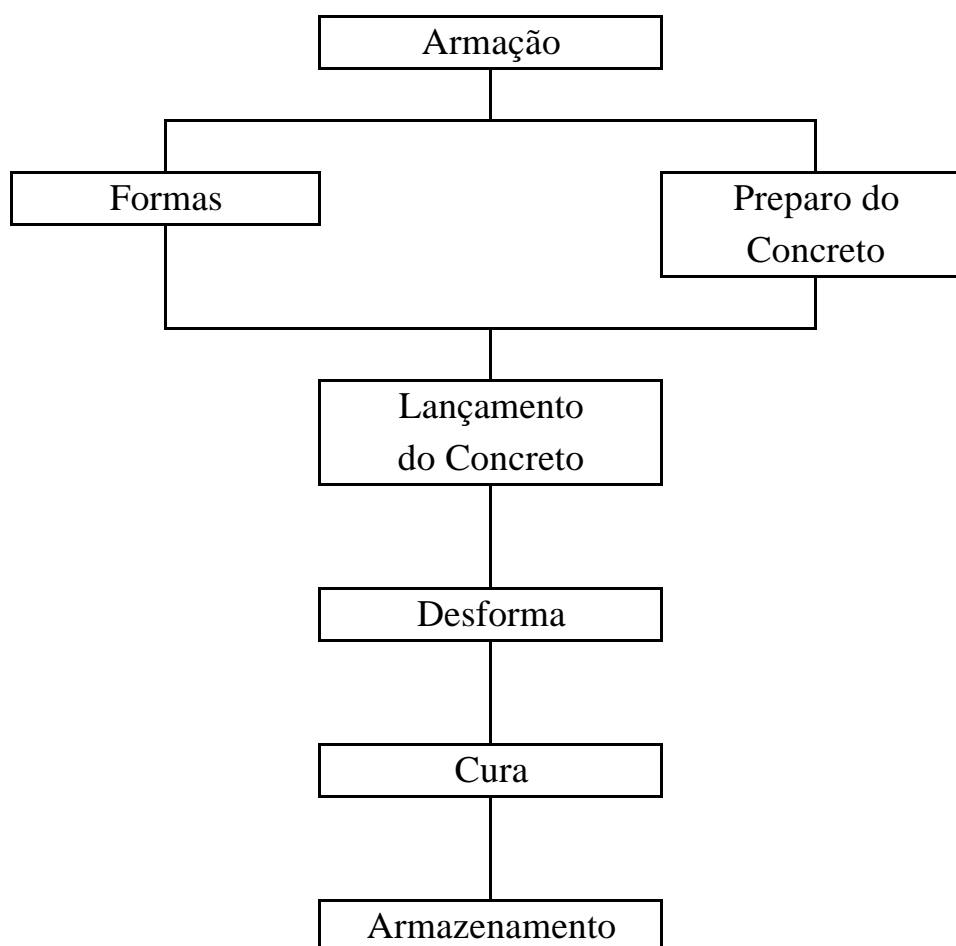 Armação
Formas
Preparo do
Concreto
Lançamento
do Concreto
Desforma
Cura
Armazenamento